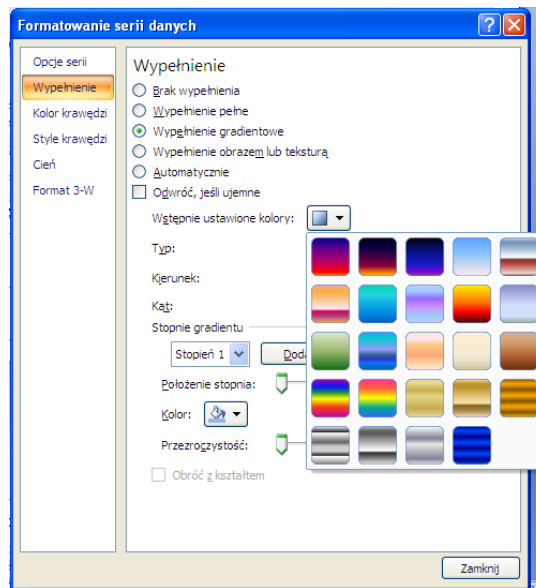 Formatowanie serii danych
Opcje serii
Wypełnienie
Kolor krawędzi
Style krawędzi
Cień
Format 3-W
Wypełnienie
Brak wypełnienia
Wypełnienie pełne
Wypełnienie gradientowe
Wypełnienie obrazem lub teksturą
Automatycznie
Odwróć, jeśli ujemne
Wstępnie ustawione kolory:
Typ:
Kierunek:
Kąt:
Stopnie gradientu
Stopień 1
Położenie stopnia:
Kolor:
Przezroczystość:
Obróć z kształtem
Zamknij